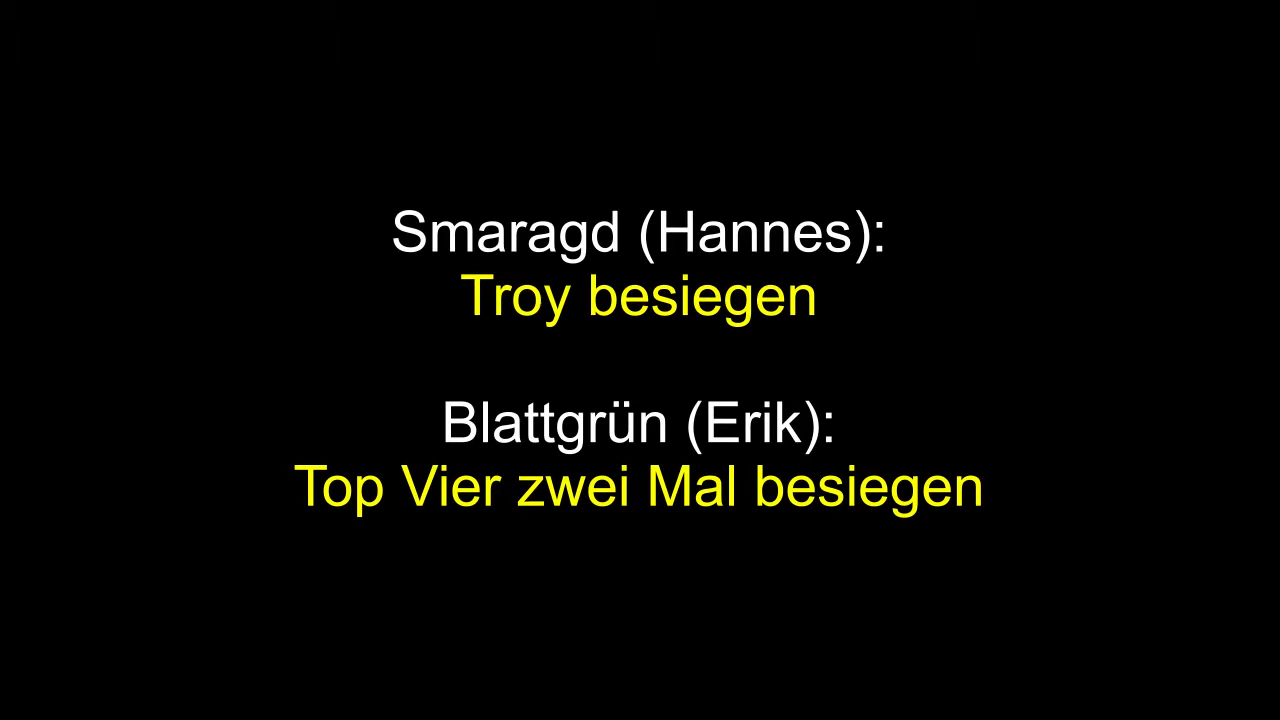 Smaragd (Hannes):
Troy besiegen
Blattgrün (Erik):
Top Vier zwei Mal besiegen